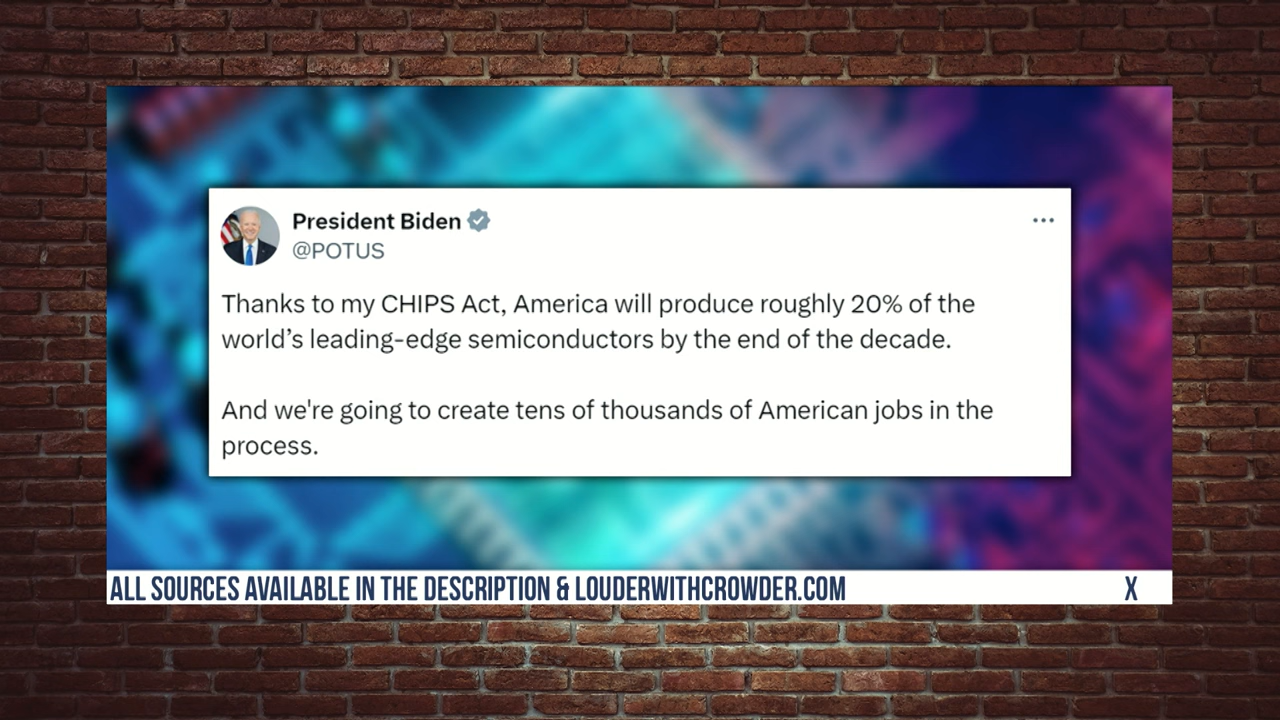 President Biden
@POTUS
Thanks to my CHIPS Act, America will produce roughly 20% of the
world’s leading-edge semiconductors by the end of the decade.
And we're going to create tens of thousands of American jobs in the
process.
ALL SOURCES AVAILABLE IN THE DESCRIPTION & LOUDERWITHCROWDER.COM
X